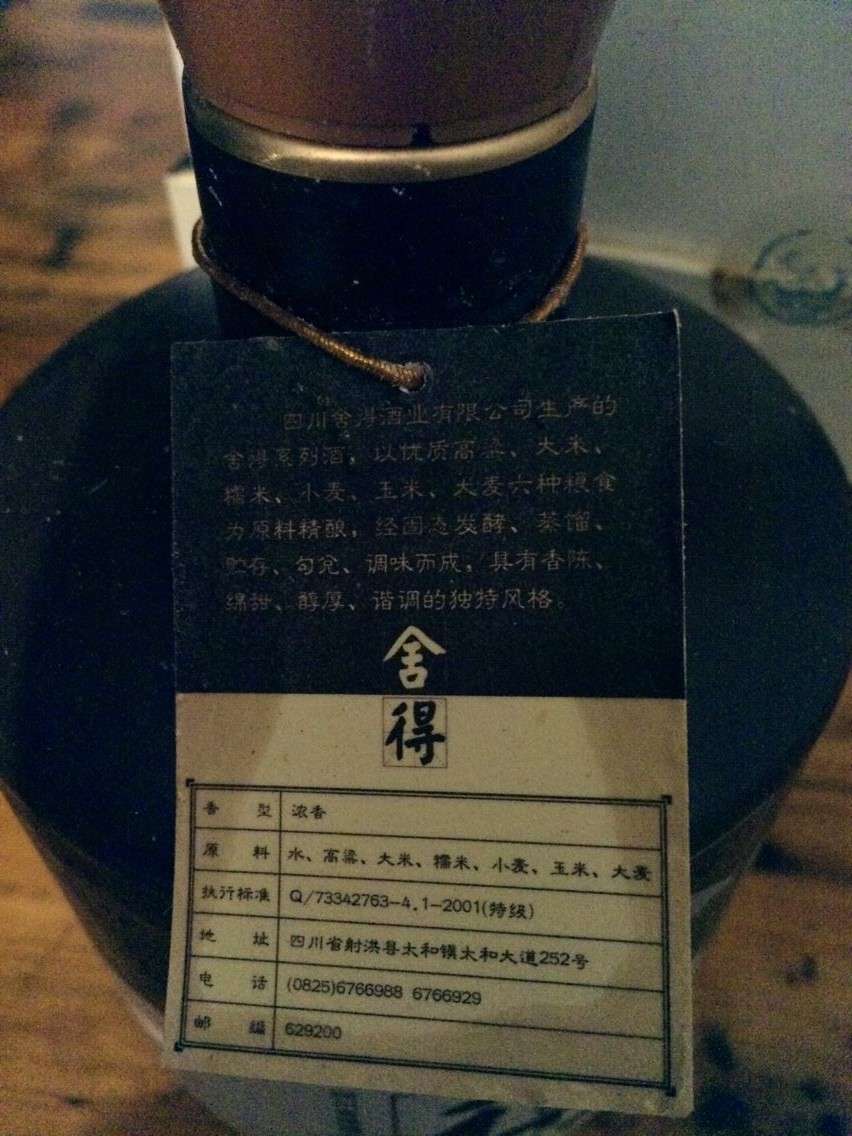 四川舍得酒业有限公司生产的
舍得系列酒，以优质高粱、大米、
糯米、小麦、玉米、大麦六种粮食
为原料精酿，经固态发酵、蒸馏、
贮存、勾兑、调味而成，具有香陈、
绵甜、醇厚、谐调的独特风格。
舍
得
香 型 浓香
原 料 水、高粱、大米、糯米、小麦、玉米、大麦
执行标准 Q/73342763-4.1-2001(特级)
地 址 四川省射洪县太和镇太和大道252号
电 话 (0825)6766988 6766929
邮 编 629200